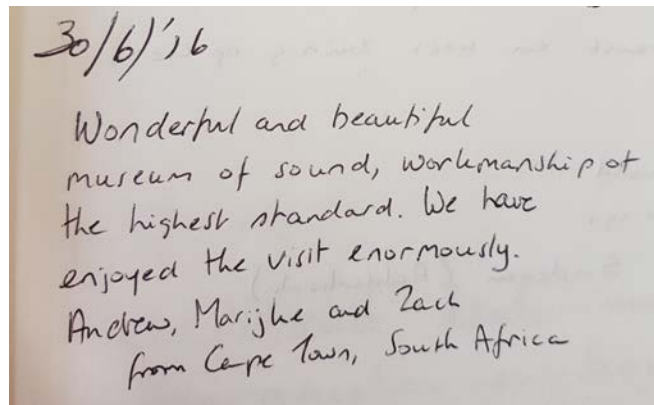 30/6/'16
Wonderful and beautiful
museum of sound, workmanship of
the highest standard. We have
enjoyed the visit enormously.
Andrew, Marijke and Zach
from Cape Town, South Africa